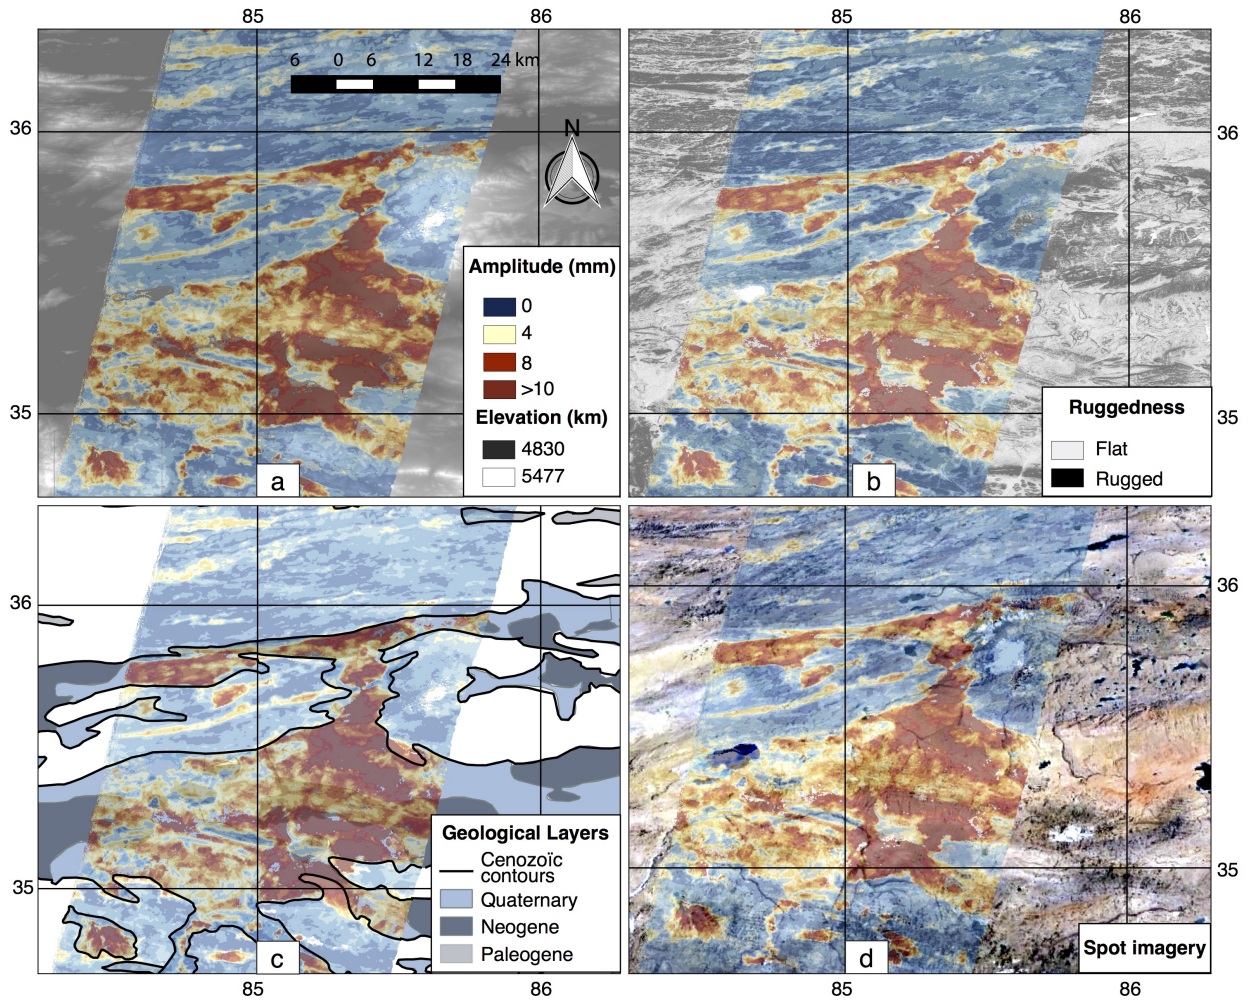 85 86 85 86
6 0 6 12 18 24 km
N
36 36
Amplitude (mm)
0
4
8
>10
Elevation (km)
4830
5477
35 35
Ruggedness
Flat
Rugged
a b
36 36
Geological Layers
Cenozoïc
contours
Quaternary
Neogene
Paleogene
35 35
Spot imagery
c d
85 86 85 86